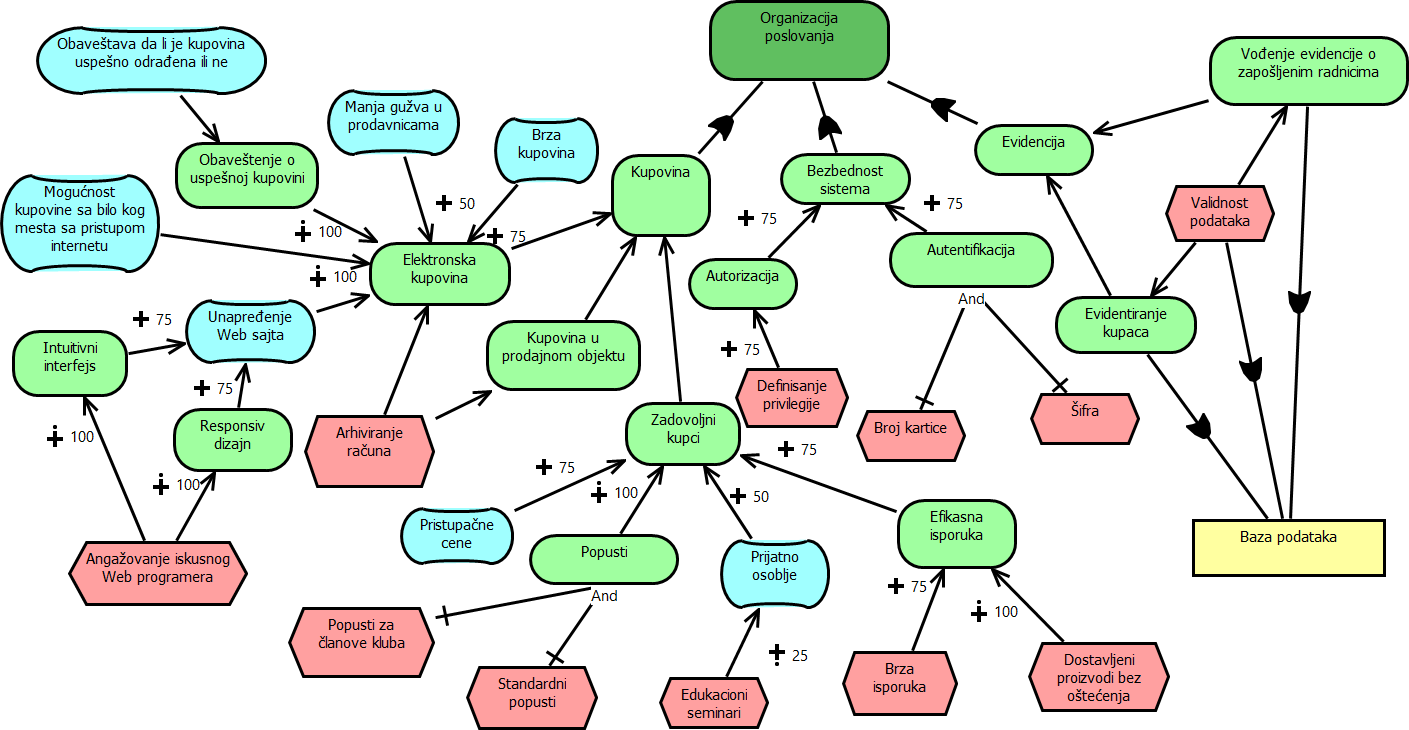 Organizacija
poslovanja
Obaveštava da li je kupovina
uspešno odrađena ili ne
Vođenje evidencije o
zapošljenim radnicima
Manja gužva u
prodavnicama
Brza
kupovina
Evidencija
Obaveštenje o
uspešnoj kupovini
Kupovina
Bezbednost
sistema
Mogućnost
kupovine sa bilo kog
mesta sa pristupom
internetu
50
100
75
75
75
Validnost
podataka
Elektronska
kupovina
100
Autorizacija
Autentifikacija
And
Unapređenje
Web sajta
75
Intuitivni
interfejs
Kupovina u
prodajnom objektu
Evidentiranje
kupaca
75
75
Definisanje
privilegije
Broj kartice
Šifra
100
Responsiv
dizajn
Arhiviranje
računa
Zadovoljni
kupci
75
75
100
100
50
Pristupačne
cene
Efikasna
isporuka
Baza podataka
Angažovanje iskusnog
Web programera
Popusti
Prijatno
osoblje
And
75
100
Popusti za
članove kluba
25
Standardni
popusti
Edukacioni
seminari
Brza
isporuka
Dostavljeni
proizvodi bez
oštećenja